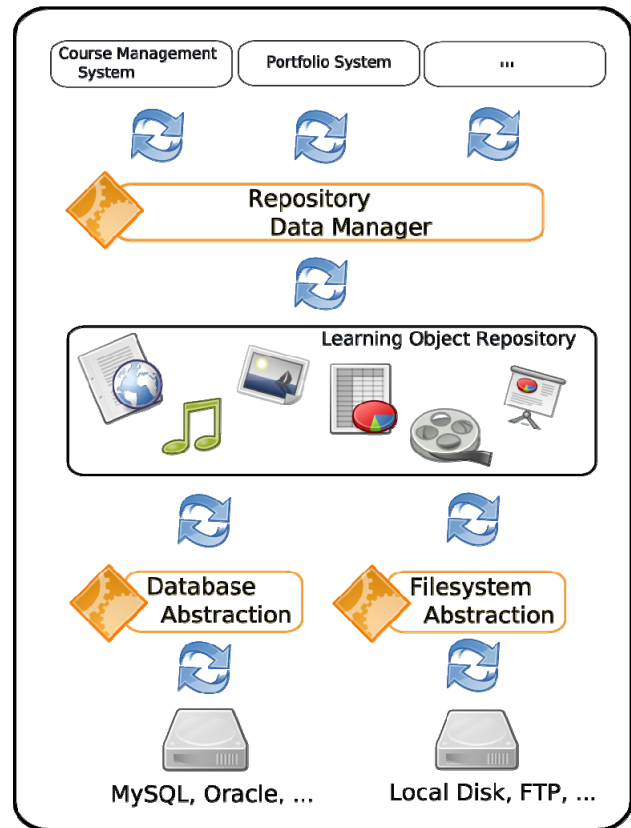 Course Management
System
Portfolio System
...
Repository
Data Manager
Learning Object Repository
Database
Abstraction
Filesystem
Abstraction
MySQL, Oracle, ...
Local Disk, FTP, ...